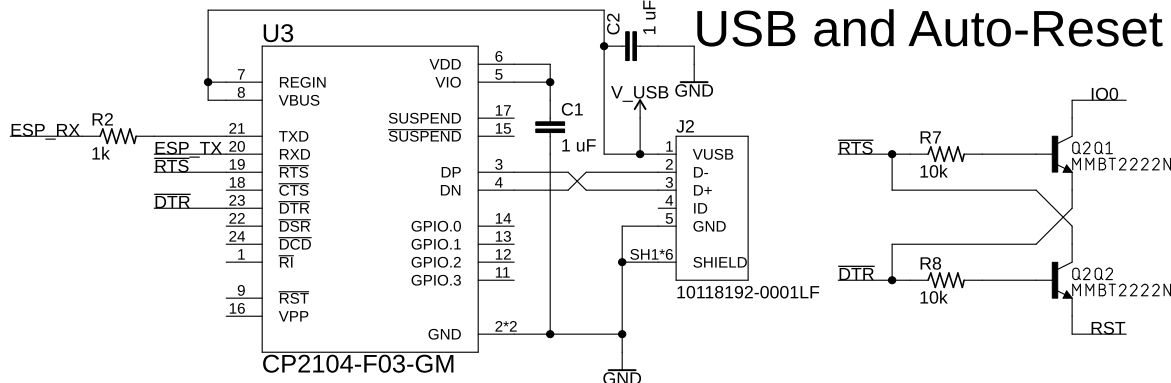 USB and Auto-Reset
U3
C2
1 uF
7 REGIN
8 VBUS
VDD 6
VIO 5
V_USB
GND
SUSPEND 17
SUSPEND 15
C1
1 uF
ESP_RX
R2
1k
21 TXD
ESP_TX 20 RXD
RTS 19 RTS
18 CTS
DTR 23 DTR
22 DSR
24 DCD
1 RI
9 RST
16 VPP
DP 3
DN 4
GPIO.0 14
GPIO.1 13
GPIO.2 12
GPIO.3 11
GND 2*2
CP2104-F03-GM
J2
1 VUSB
2 D-
3 D+
4 ID
5 GND
SH1*6 SHIELD
10118192-0001LF
GND
IO0
RTS
R7
10k
Q2Q1
MMBT2222N
DTR
R8
10k
Q2Q2
MMBT2222N
RST